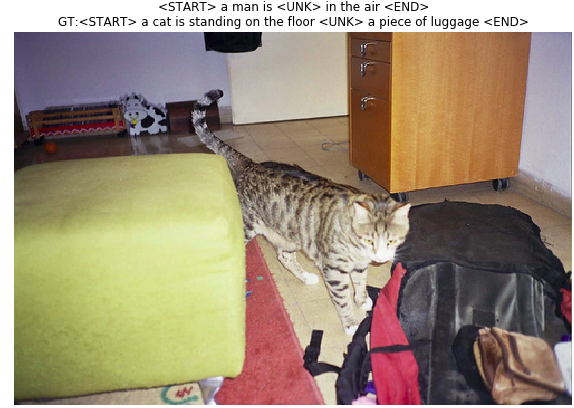 <START> a man is <UNK> in the air <END>
GT:<START> a cat is standing on the floor <UNK> a piece of luggage <END>